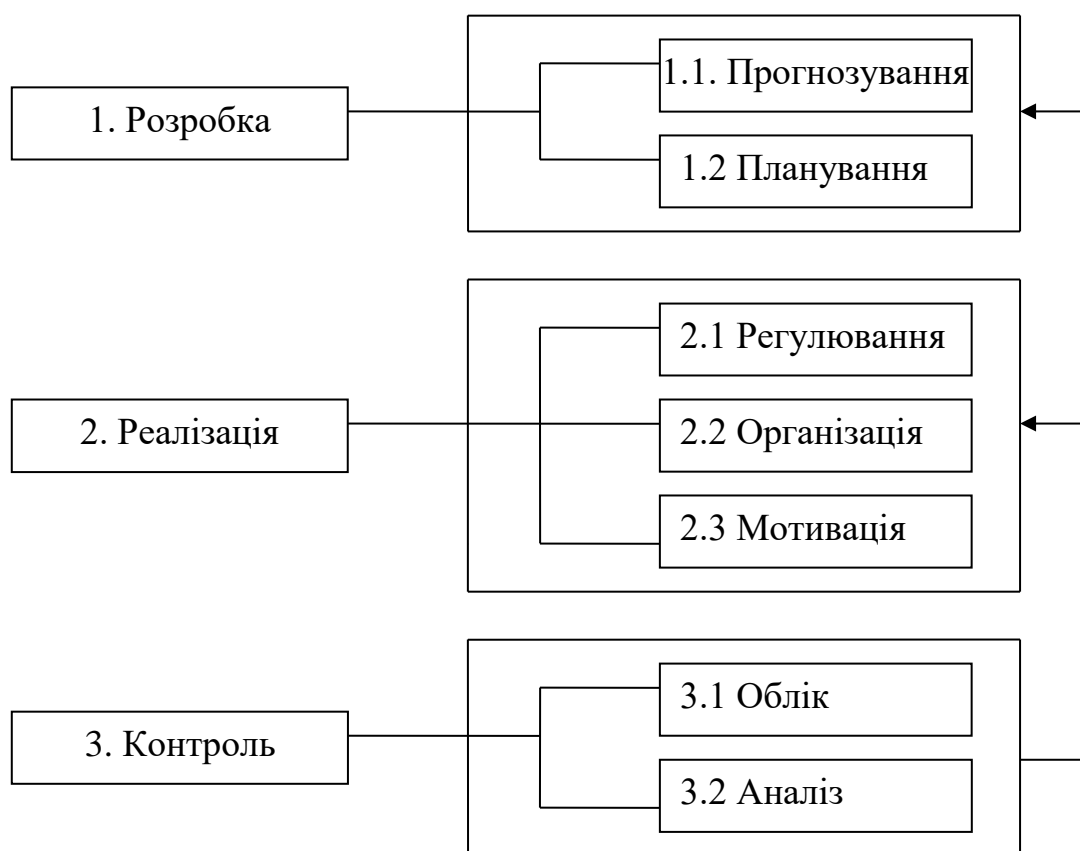 1.1. Прогнозування
1. Розробка
1.2 Планування
2.1 Регулювання
2. Реалізація
2.2 Організація
2.3 Мотивація
3.1 Облік
3. Контроль
3.2 Аналіз